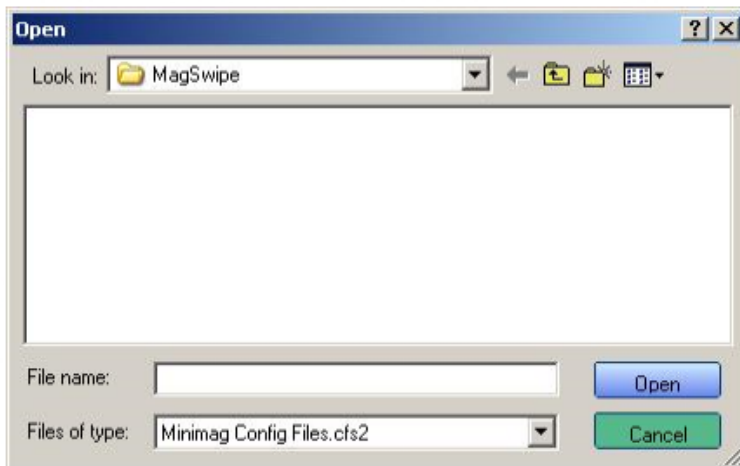 Open
Look in: MagSwipe
File name: Open
Files of type: Minimag Config Files.cfs2 Cancel